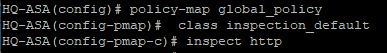 HQ-ASA(config)# policy-map global_policy
HQ-ASA(config-pmap)#  class inspection_default
HQ-ASA(config-pmap-c)# inspect http